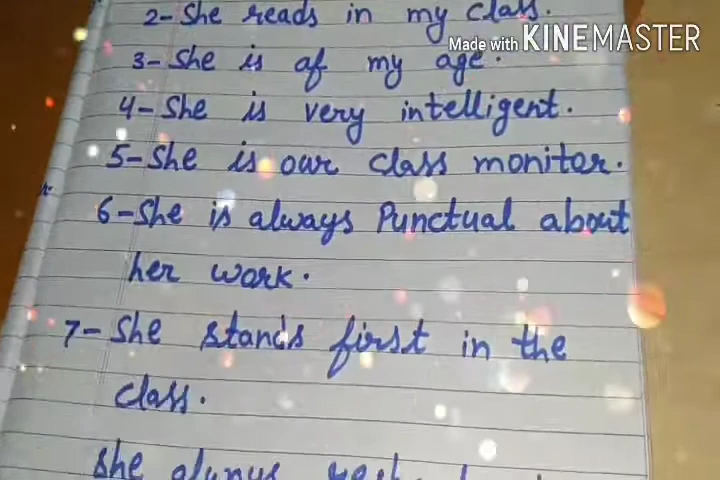 2- She reads in my class.
Made with KINEMASTER
3- She is of my age.
4- She is very intelligent.
5- She is our class monitor.
6- She is always Punctual about
her work.
7- She stands first in the
class.
She always